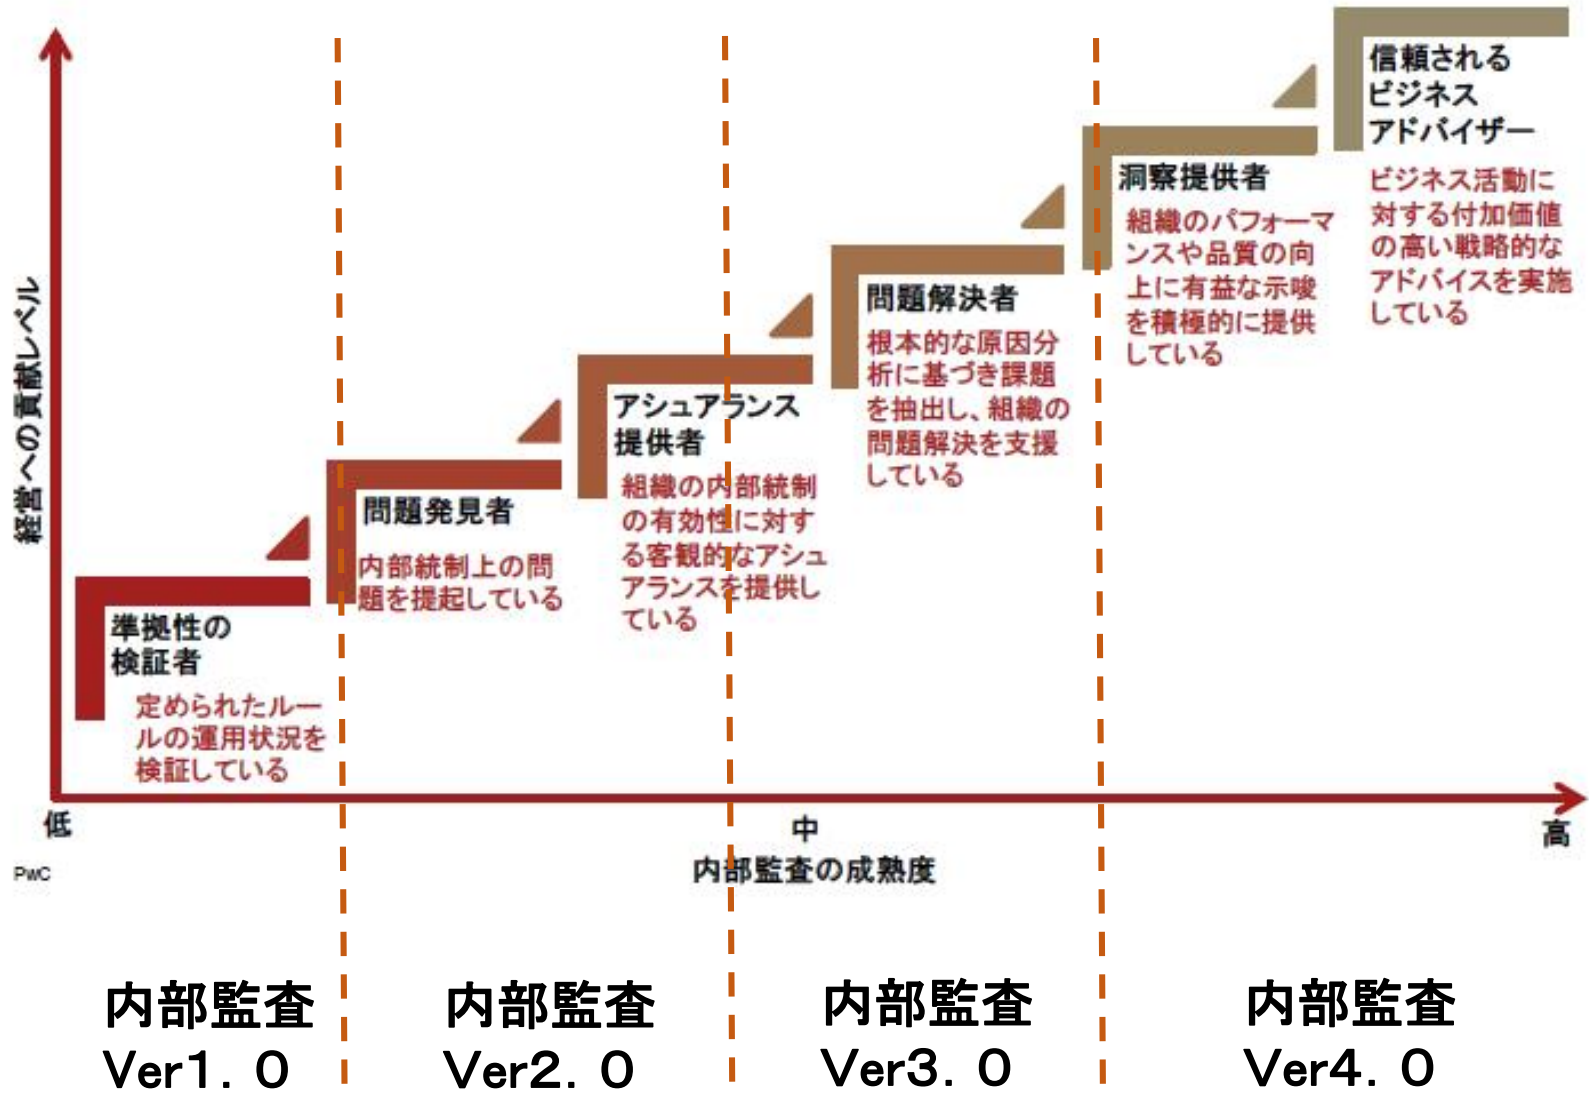 信頼される
ビジネス
アドバイザー
ビジネス活動に
対する付加価値
の高い戦略的な
アドバイスを実施
している
洞察提供者
組織のパフォーマ
ンスや品質の向
上に有益な示唆
を積極的に提供
している
問題解決者
根本的な原因分
析に基づき課題
を抽出し、組織の
問題解決を支援
している
アシュアランス
提供者
組織の内部統制
の有効性に対す
る客観的なアシュ
アランスを提供し
ている
問題発見者
内部統制上の問
題を提起している
準拠性の
検証者
定められたルー
ルの運用状況を
検証している
経営への貢献レベル
低
中
高
内部監査の成熟度
PwC
内部監査
Ver1.0
内部監査
Ver2.0
内部監査
Ver3.0
内部監査
Ver4.0